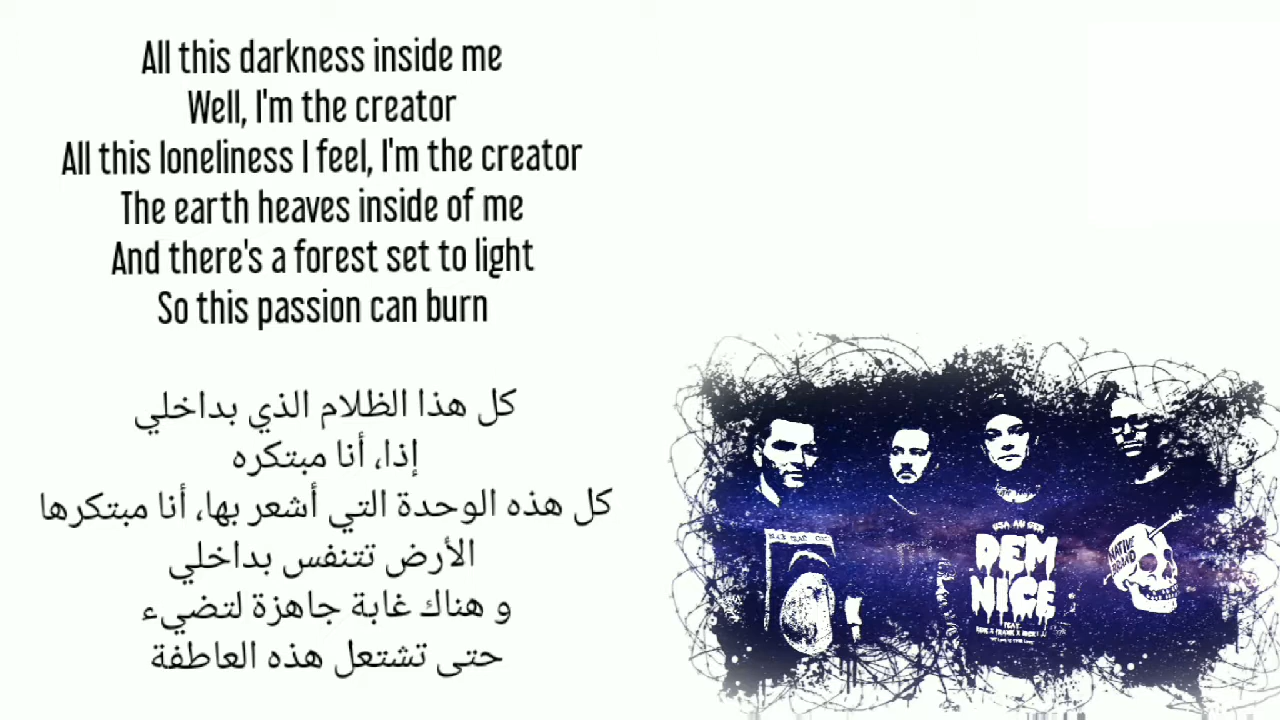 All this darkness inside me
Well, I'm the creator
All this loneliness I feel, I'm the creator
The earth heaves inside of me
And there's a forest set to light
So this passion can burn
كل هذا الظلام الذي بداخلي
إذا، أنا مبتكره
كل هذه الوحدة التي أشعر بها، أنا مبتكرها
الأرض تتنفس بداخلي
و هناك غابة جاهزة لتضيء
حتى تشتعل هذه العاطفة
DEM
NICE
FEAT.
NATIVE